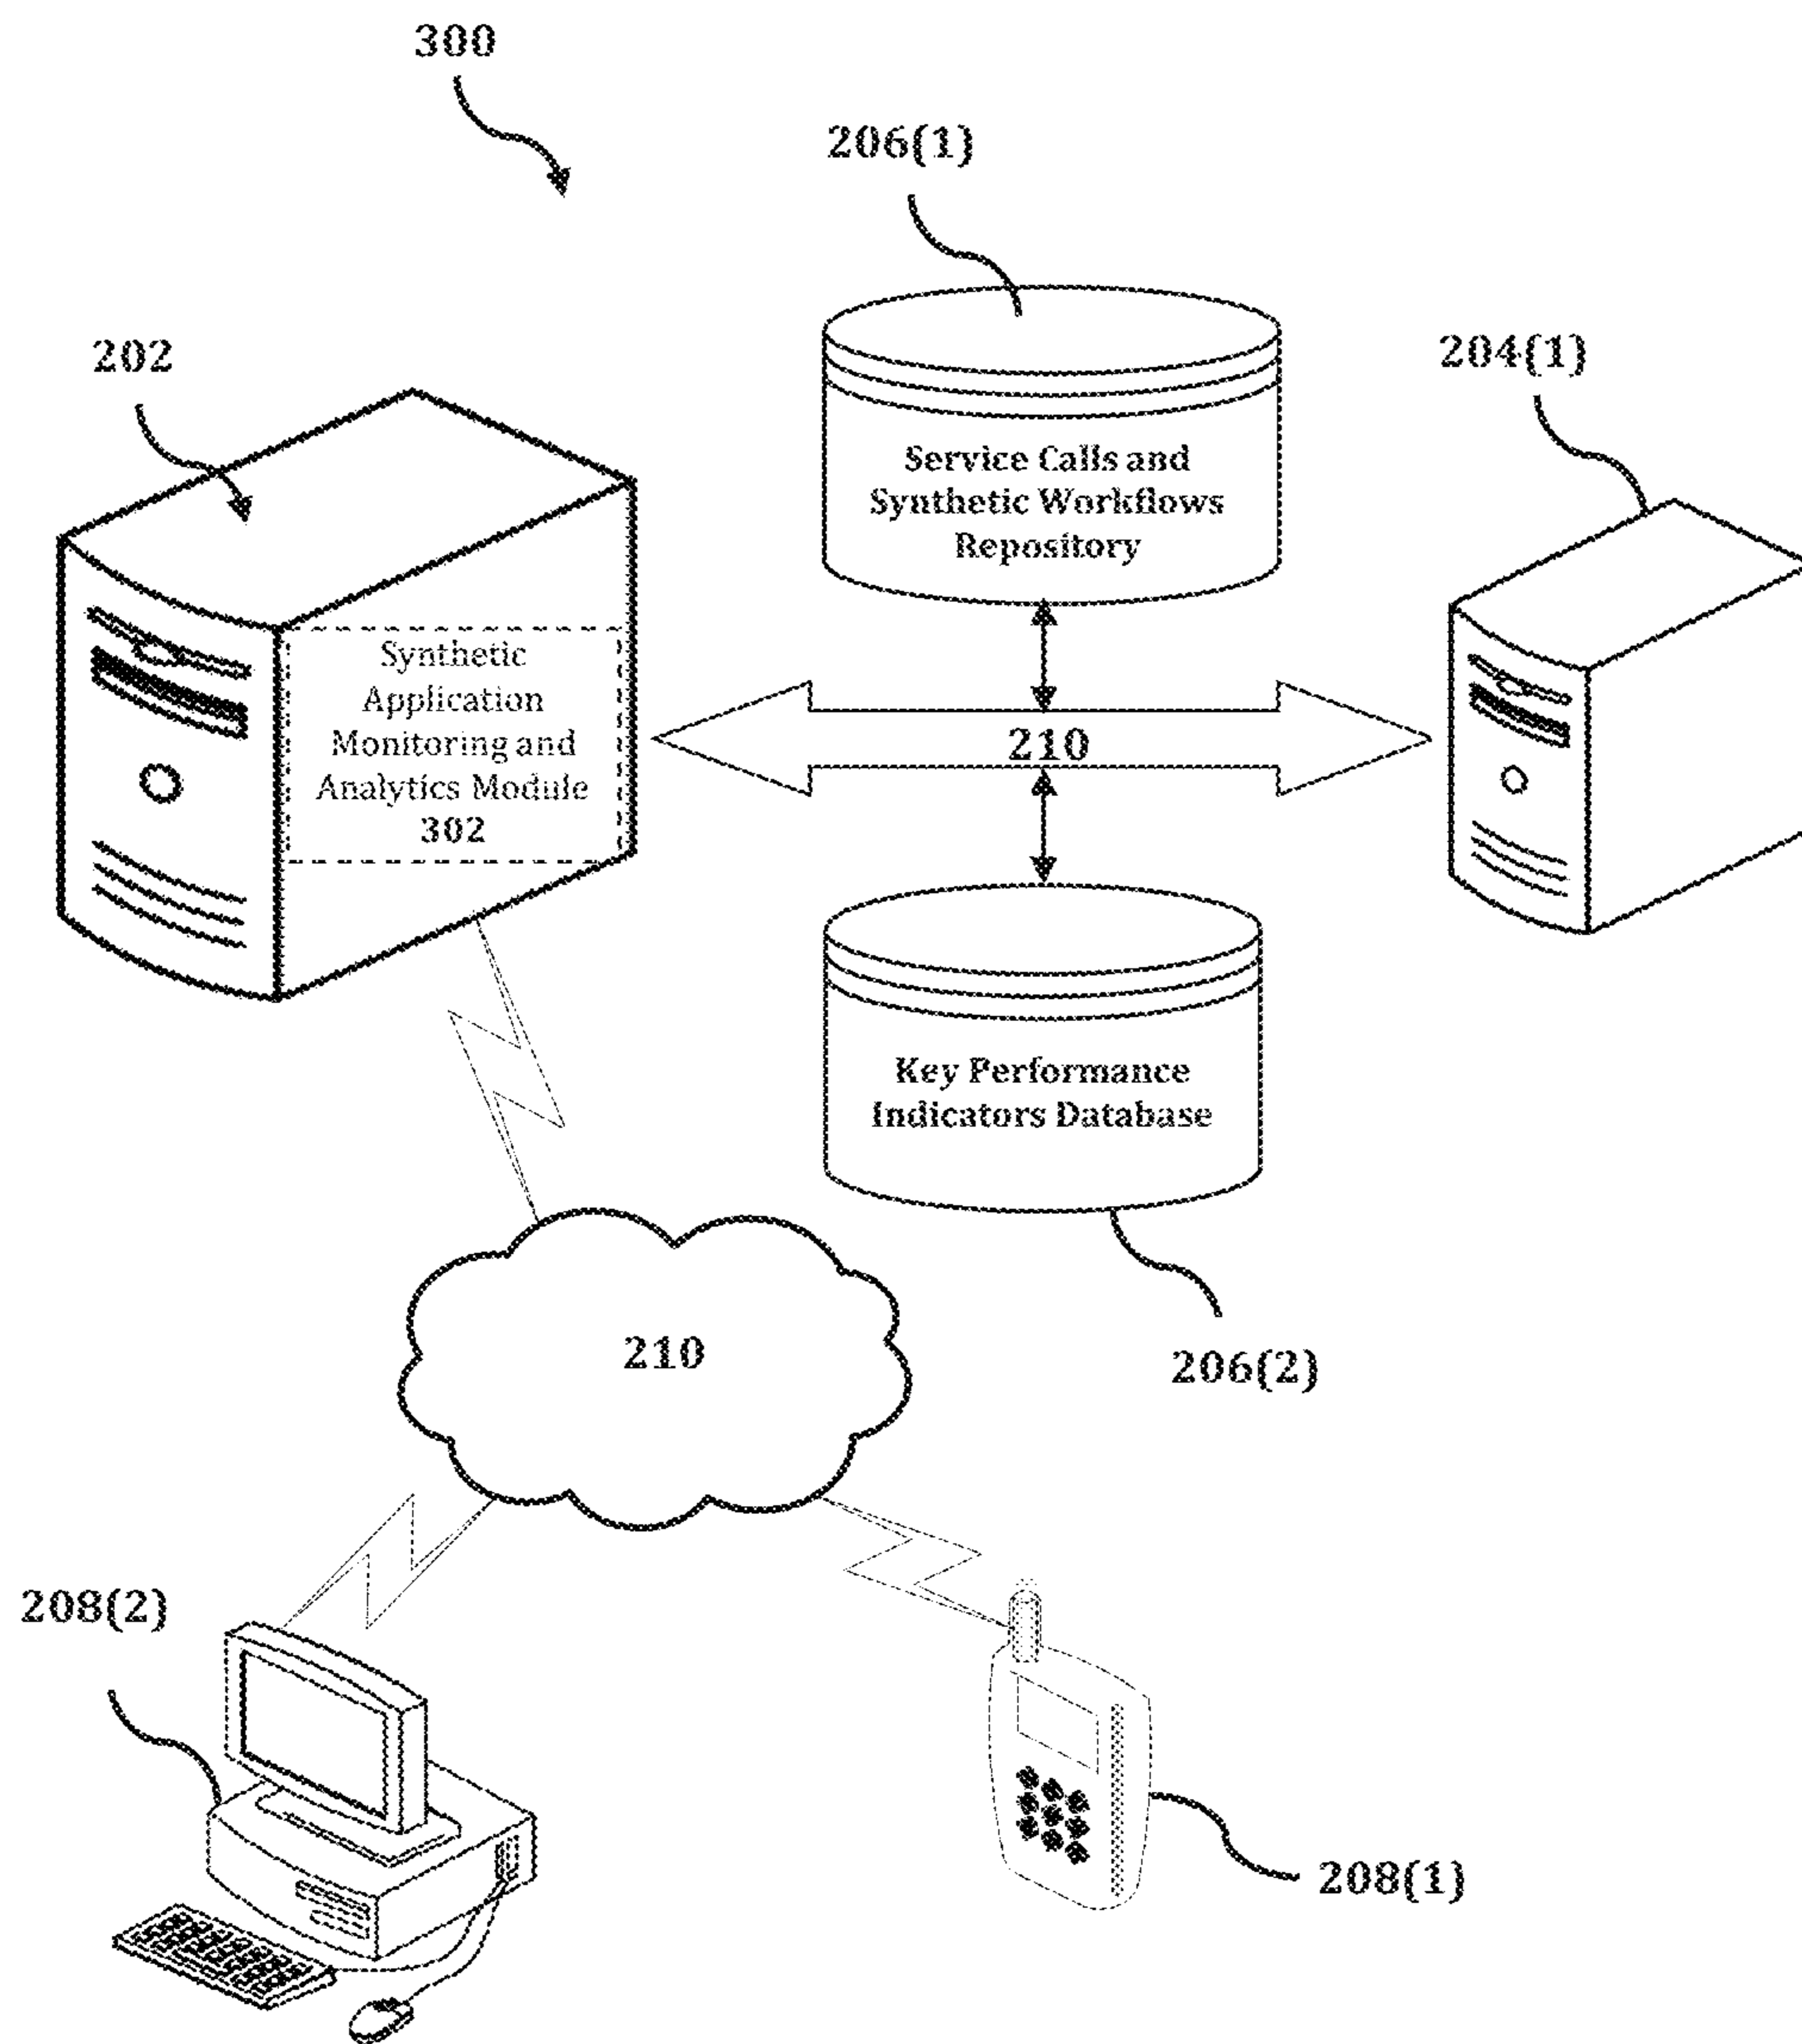 300
206(1)
202
204(1)
Service Calls and
Synthetic Workflows
Repository
Synthetic
Application
Monitoring and
Analytics Module
302
210
Key Performance
Indicators Database
206(2)
210
208(2)
208(1)